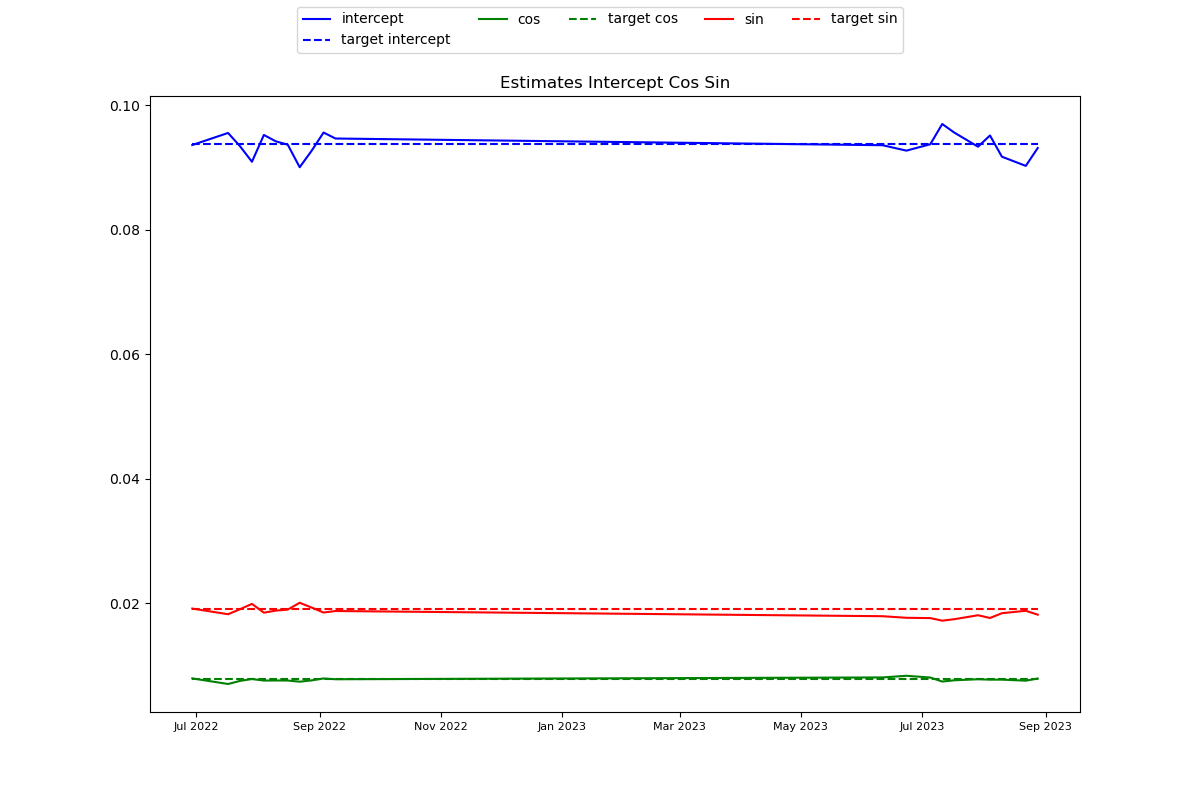 intercept cos target cos sin target sin
target intercept
Estimates Intercept Cos Sin
0.10
0.08
0.06
0.04
0.02
Jul 2022 Sep 2022 Nov 2022 Jan 2023 Mar 2023 May 2023 Jul 2023 Sep 2023